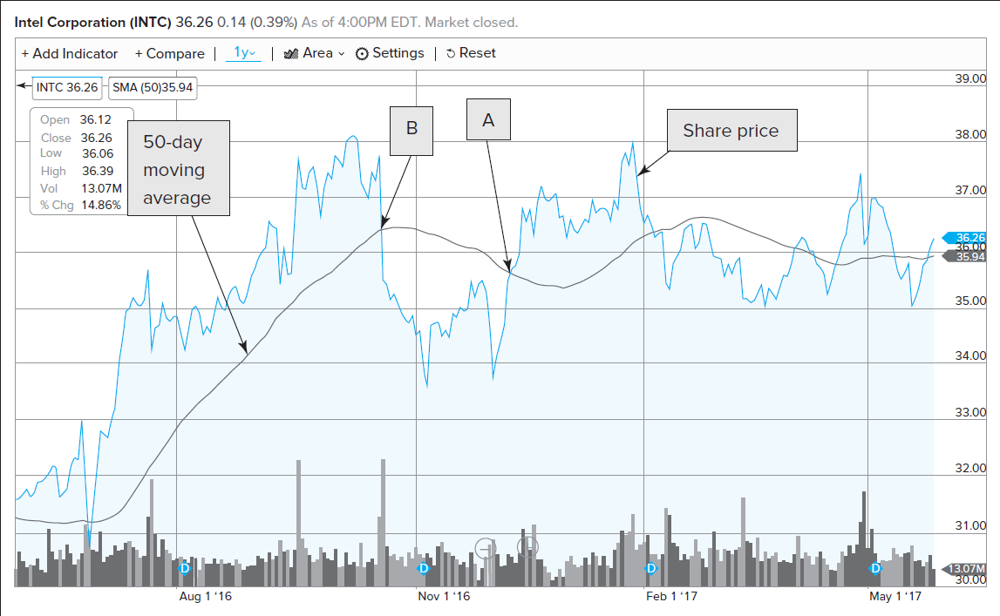 Intel Corporation (INTC) 36.26 0.14 (0.39%) As of 4:00PM EDT. Market closed.
+ Add Indicator + Compare | 1y | Area Settings | Reset
39.00
INTC 36.26 SMA (50)35.94
Open 36.12
Close 36.26
Low 36.06
High 36.39
Vol 13.07M
% Chg 14.86%
50-day
moving
average
B
A
Share price
38.00
37.00
36.26
36.00
35.94
35.00
34.00
33.00
32.00
31.00
D D D D
13.07M
30.00
Aug 1 ‘16 Nov 1 ‘16 Feb 1 ‘17 May 1 ‘17